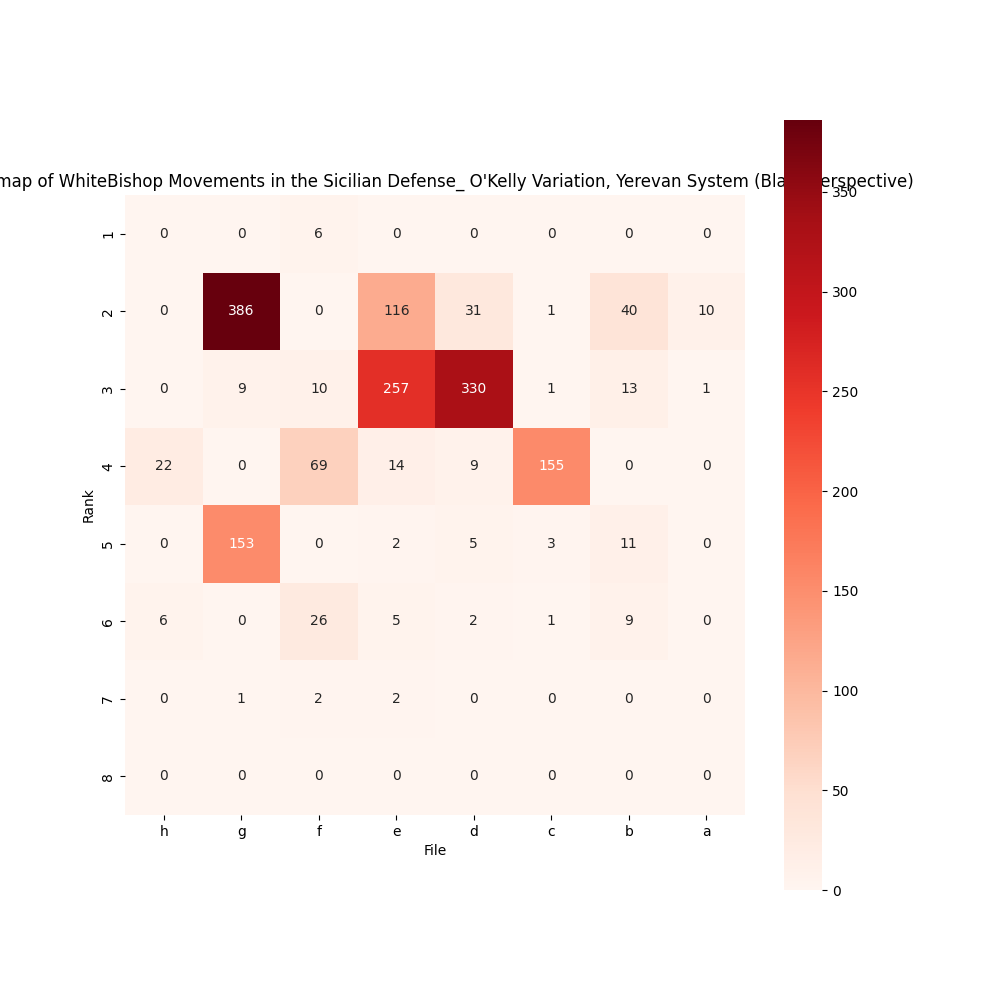 map of WhiteBishop Movements in the Sicilian Defense_ O'Kelly Variation, Yerevan System (Black Perspective)
1 0 0 6 0 0 0 0 0
2 0 386 0 116 31 1 40 10
3 0 9 10 257 330 1 13 1
4 22 0 69 14 9 155 0 0
5 0 153 0 2 5 3 11 0
6 6 0 26 5 2 1 9 0
7 0 1 2 2 0 0 0 0
8 0 0 0 0 0 0 0 0
Rank
h g f e d c b a
File
350
300
250
200
150
100
50
0